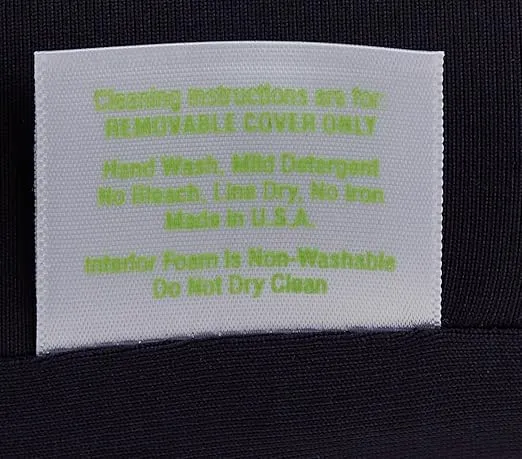 Cleaning instructions are for
REMOVABLE COVER ONLY
Hand Wash, Mild Detergent
No Bleach, Line Dry, No Iron
Made in U.S.A.
Interior Foam is Non-Washable
Do Not Dry Clean